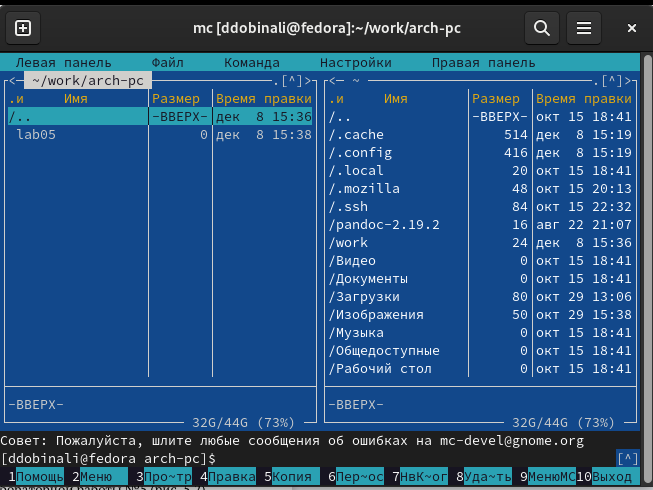 mc [ddobinali@fedora]:~/work/arch-pc
Левая панель Файл Команда Настройки Правая панель
<─ ~/work/arch-pc .[^]> <─ ~ .[^]>
.и Имя Размер Время правки .и Имя Размер Время правки
/.. -ВВЕРХ- дек 8 15:36 /.. -ВВЕРХ- окт 15 18:41
lab05 0 дек 8 15:38 /.cache 514 дек 8 15:19
/.config 416 дек 8 15:19
/.local 20 окт 15 18:41
/.mozilla 48 окт 15 20:13
/.ssh 84 окт 15 22:32
/pandoc-2.19.2 16 авг 22 21:07
/work 24 дек 8 15:36
/Видео 0 окт 15 18:41
/Документы 0 окт 15 18:41
/Загрузки 80 окт 29 13:06
/Изображения 50 окт 29 15:38
/Музыка 0 окт 15 18:41
/Общедоступные 0 окт 15 18:41
/Рабочий стол 0 окт 15 18:41
-ВВЕРХ- -ВВЕРХ-
32G/44G (73%) 32G/44G (73%)
Совет: Пожалуйста, шлите любые сообщения об ошибках на mc-devel@gnome.org
[ddobinali@fedora arch-pc]$ [^]
1Помощь 2Меню 3Про~тр 4Правка 5Копия 6Пер~ос 7НвК~ог 8Уда~ть 9МенюMC 10Выход